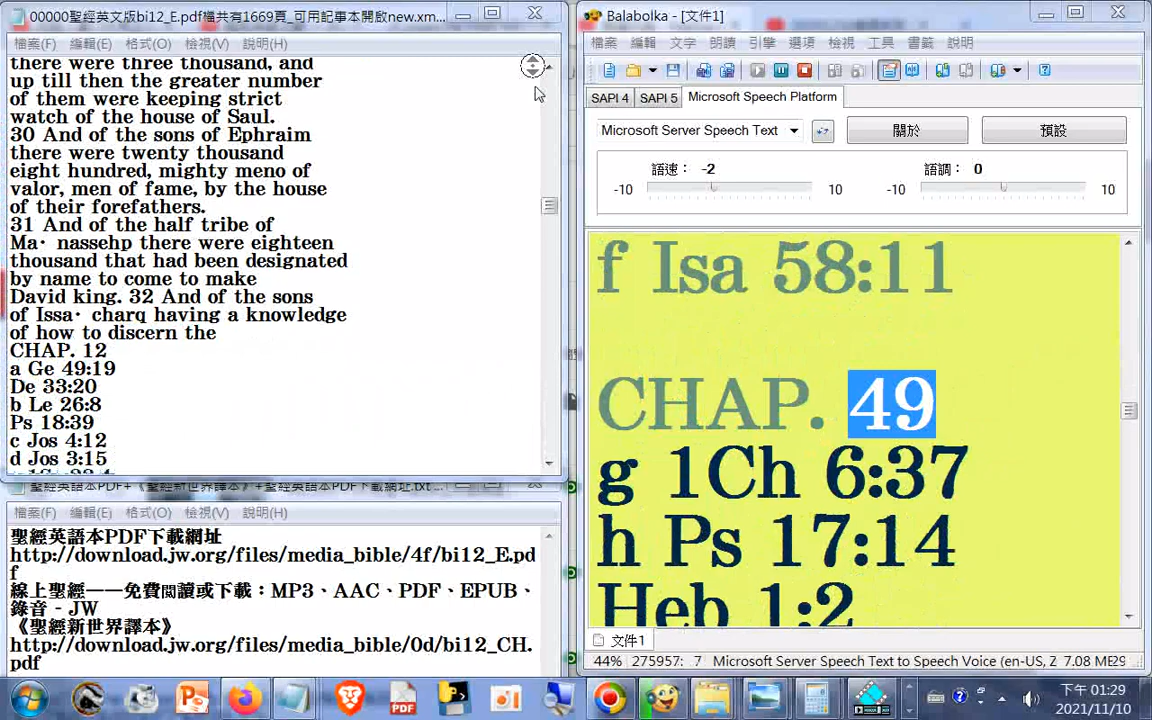 00000聖經英文版bi12_E.pdf檔共有1669頁_可用記事本開啟new.xm...
檔案(F) 編輯(E) 格式(O) 檢視(V) 說明(H)
there were three thousand, and
up till then the greater number
of them were keeping strict
watch of the house of Saul.
30 And of the sons of Ephraim
there were twenty thousand
eight hundred, mighty meno of
valor, men of fame, by the house
of their forefathers.
31 And of the half tribe of
Ma· nassehp there were eighteen
thousand that had been designated
by name to come to make
David king. 32 And of the sons
of Issa· charq having a knowledge
of how to discern the
CHAP. 12
a Ge 49:19
De 33:20
b Le 26:8
Ps 18:39
c Jos 4:12
d Jos 3:15
聖經英語本PDF+《聖經新世界譯本》+聖經英語本PDF下載網址.txt ...
檔案(F) 編輯(E) 格式(O) 檢視(V) 說明(H)
聖經英語本PDF下載網址
http://download.jw.org/files/media_bible/4f/bi12_E.pd
f
線上聖經——免費閱讀或下載：MP3、AAC、PDF、EPUB、
錄音 - JW
《聖經新世界譯本》
http://download.jw.org/files/media_bible/0d/bi12_CH.
pdf
Balabolka - [文件1]
檔案 編輯 文字 朗讀 引擎 選項 檢視 工具 書籤 說明
SAPI 4 SAPI 5 Microsoft Speech Platform
Microsoft Server Speech Text 關於 預設
語速： -2 語調： 0
-10 10 -10 10
f Isa 58:11
CHAP. 49
g 1Ch 6:37
h Ps 17:14
Heb 1:2
文件1
44% 275957: 7 Microsoft Server Speech Text to Speech Voice (en-US, Z 7.08 ME29
PDF
下午 01:29
2021/11/10